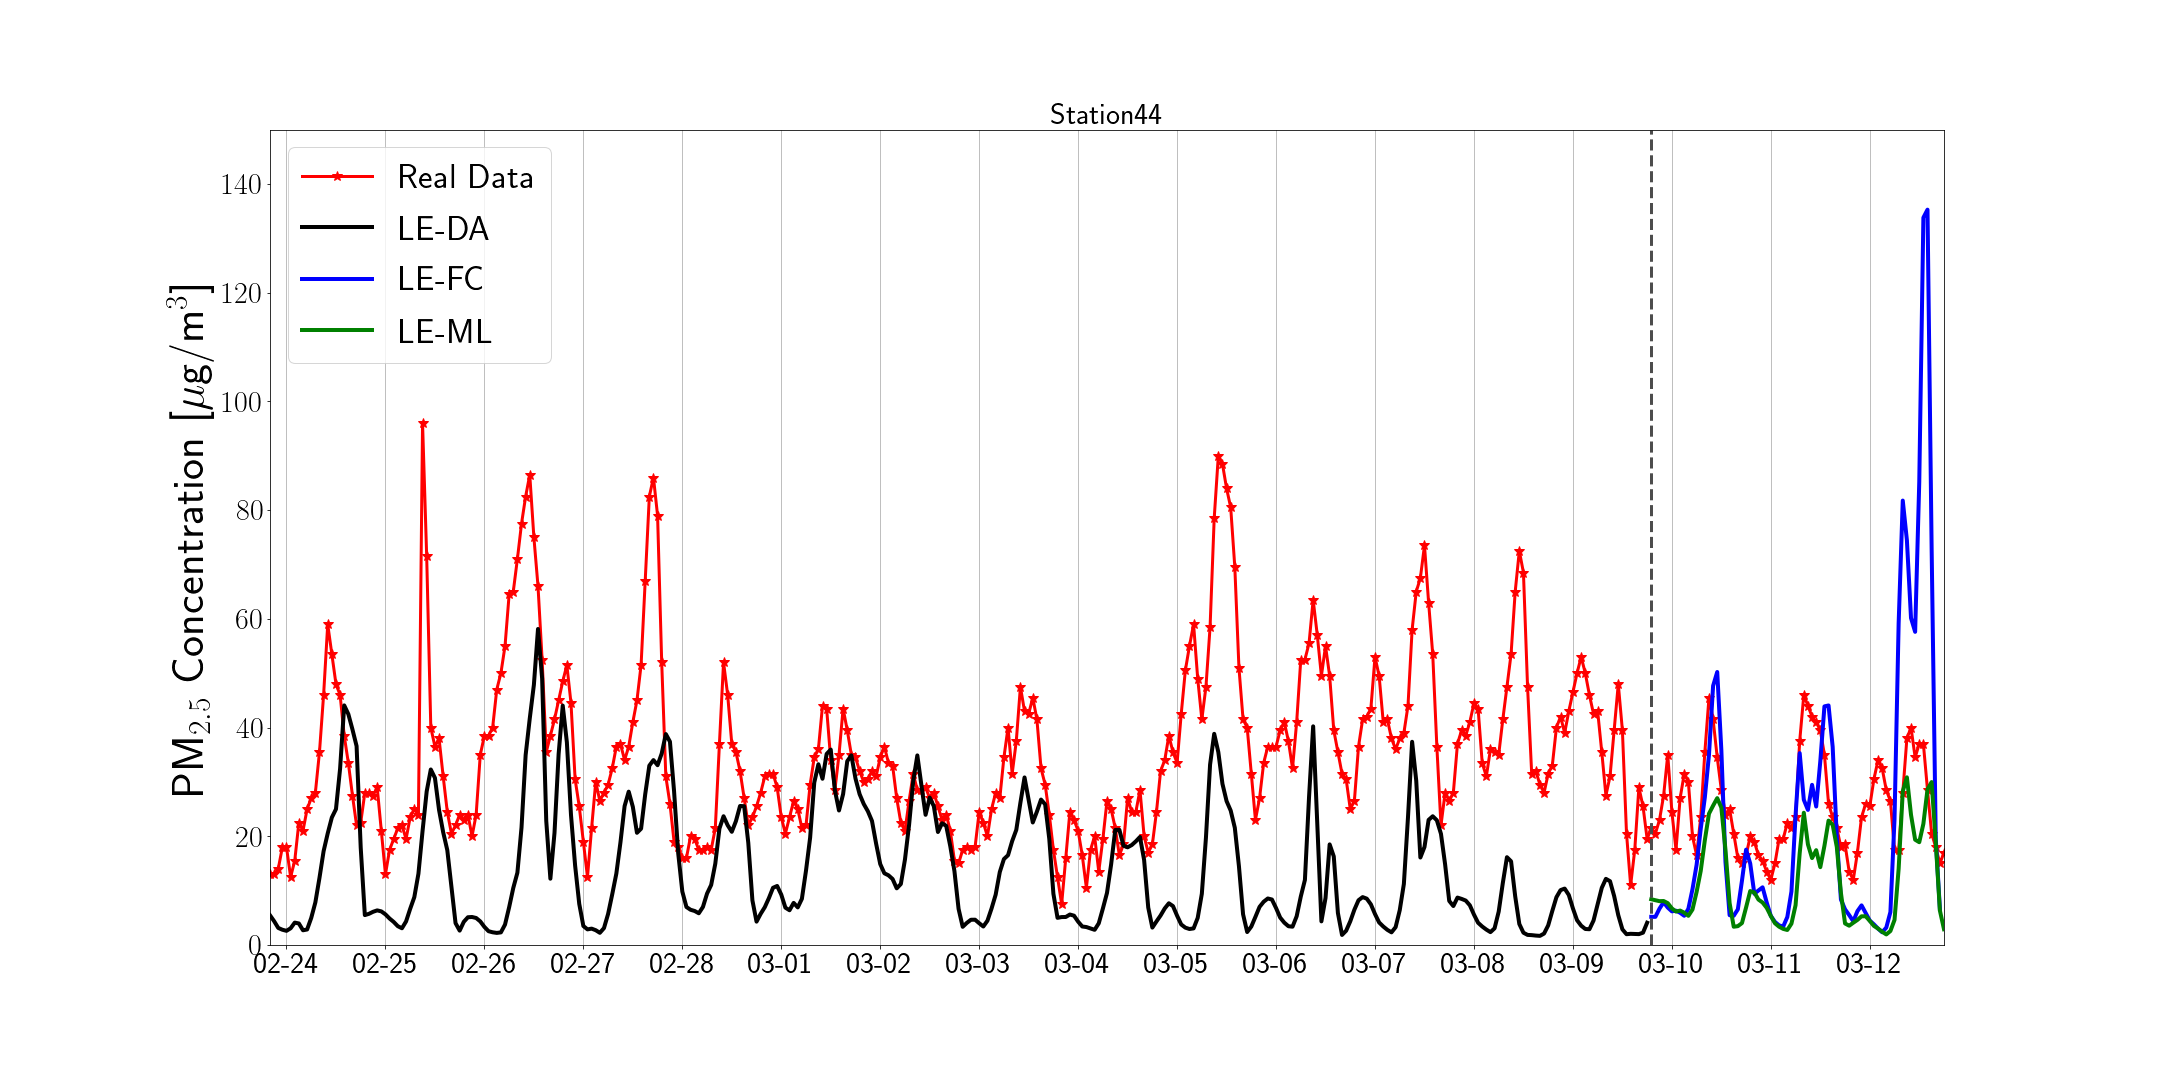 Station44
PM2.5 Concentration [μg/m³]
140
120
100
80
60
40
20
0
Real Data
LE-DA
LE-FC
LE-ML
02-24 02-25 02-26 02-27 02-28 03-01 03-02 03-03 03-04 03-05 03-06 03-07 03-08 03-09 03-10 03-11 03-12